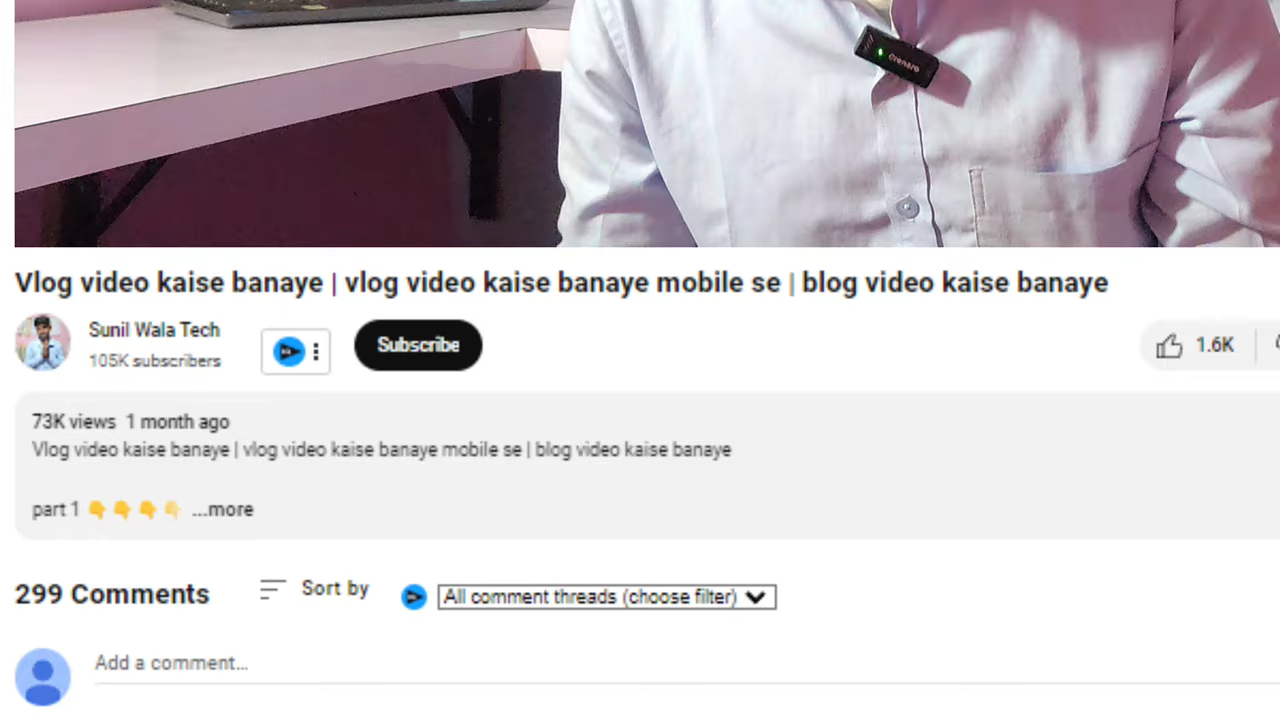 Vlog video kaise banaye | vlog video kaise banaye mobile se | blog video kaise banaye
Sunil Wala Tech
105K subscribers
Subscribe
1.6K
73K views 1 month ago
Vlog video kaise banaye | vlog video kaise banaye mobile se | blog video kaise banaye
part 1 👇👇👇👇 ...more
299 Comments
Sort by
All comment threads (choose filter)
Add a comment...